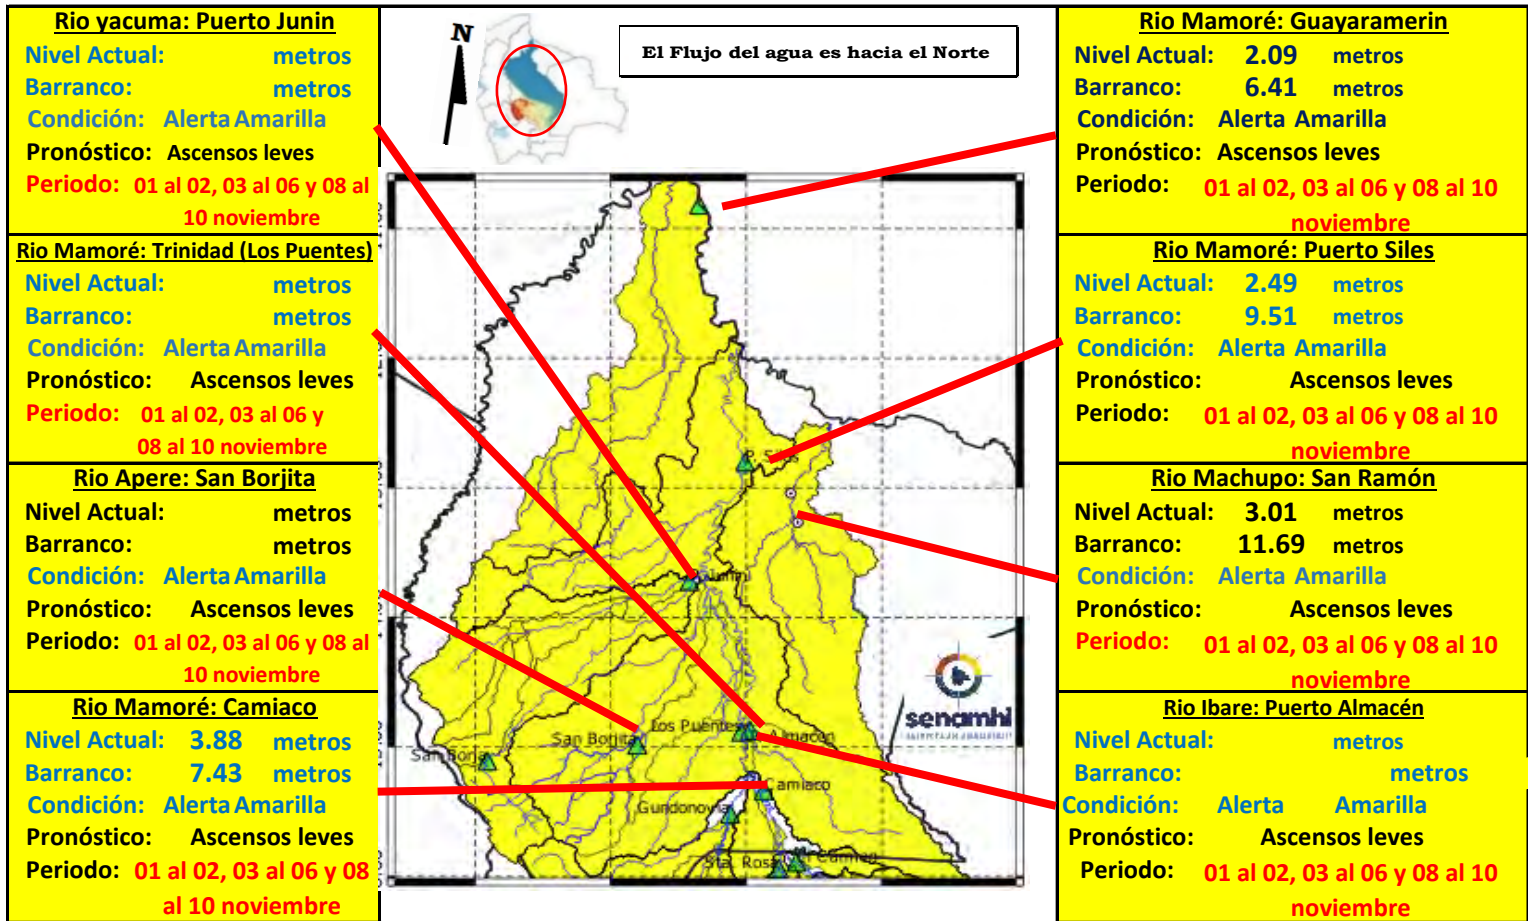 Rio yacuma: Puerto Junin
Nivel Actual: metros
Barranco: metros
Condición: Alerta Amarilla
Pronóstico: Ascensos leves
Periodo: 01 al 02, 03 al 06 y 08 al
10 noviembre
Rio Mamoré: Trinidad (Los Puentes)
Nivel Actual: metros
Barranco: metros
Condición: Alerta Amarilla
Pronóstico: Ascensos leves
Periodo: 01 al 02, 03 al 06 y
08 al 10 noviembre
Rio Apere: San Borjita
Nivel Actual: metros
Barranco: metros
Condición: Alerta Amarilla
Pronóstico: Ascensos leves
Periodo: 01 al 02, 03 al 06 y 08 al
10 noviembre
Rio Mamoré: Camiaco
Nivel Actual: 3.88 metros
Barranco: 7.43 metros
Condición: Alerta Amarilla
Pronóstico: Ascensos leves
Periodo: 01 al 02, 03 al 06 y 08
al 10 noviembre
N
El Flujo del agua es hacia el Norte
Los Puentes
Almacen
San Borjita
San Borja
Camiaco
Gundonovia
Sta. Rosa
senamhi
Rio Mamoré: Guayaramerin
Nivel Actual: 2.09 metros
Barranco: 6.41 metros
Condición: Alerta Amarilla
Pronóstico: Ascensos leves
Periodo: 01 al 02, 03 al 06 y 08 al 10
noviembre
Rio Mamoré: Puerto Siles
Nivel Actual: 2.49 metros
Barranco: 9.51 metros
Condición: Alerta Amarilla
Pronóstico: Ascensos leves
Periodo: 01 al 02, 03 al 06 y 08 al 10
noviembre
Rio Machupo: San Ramón
Nivel Actual: 3.01 metros
Barranco: 11.69 metros
Condición: Alerta Amarilla
Pronóstico: Ascensos leves
Periodo: 01 al 02, 03 al 06 y 08 al 10
noviembre
Rio Ibare: Puerto Almacén
Nivel Actual: metros
Barranco: metros
Condición: Alerta Amarilla
Pronóstico: Ascensos leves
Periodo: 01 al 02, 03 al 06 y 08 al 10
noviembre